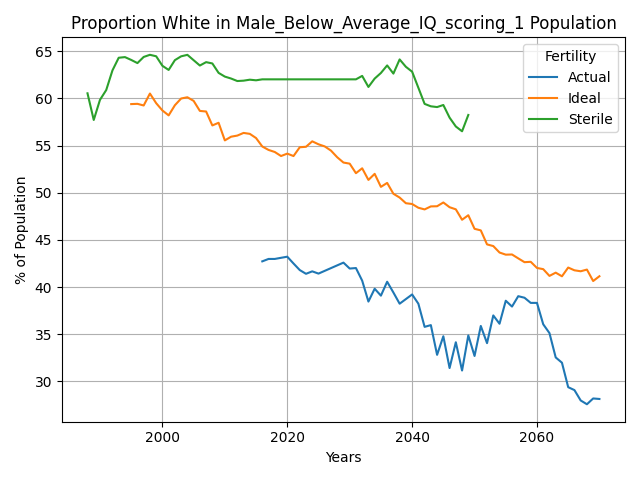 Proportion White in Male_Below_Average_IQ_scoring_1 Population
Fertility
Actual
Ideal
Sterile
% of Population
65
60
55
50
45
40
35
30
2000
2020
2040
2060
Years